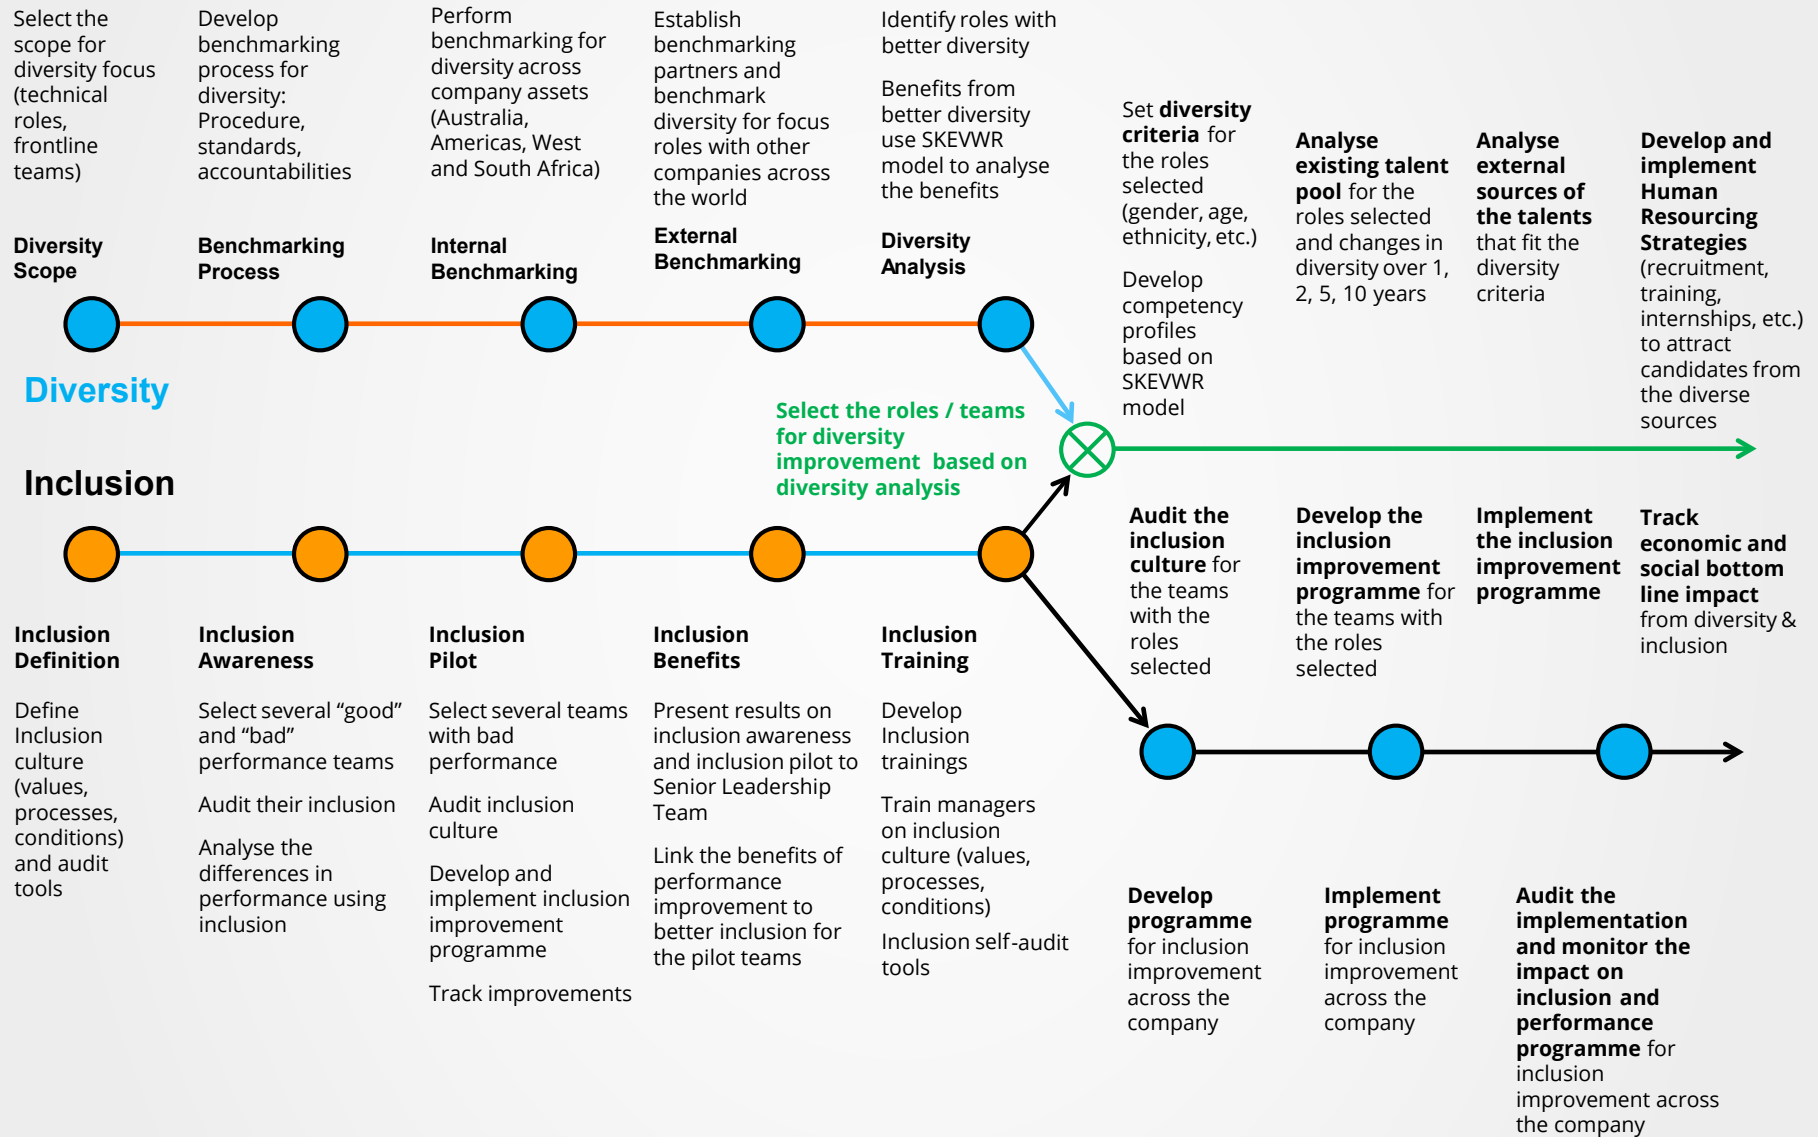 Select the
scope for
diversity focus
(technical
roles,
frontline
teams)
Develop
benchmarking
process for
diversity:
Procedure,
standards,
accountabilities
Perform
benchmarking for
diversity across
company assets
(Australia,
Americas, West
and South Africa)
Establish
benchmarking
partners and
benchmark
diversity for focus
roles with other
companies across
the world
Identify roles with
better diversity
Benefits from
better diversity
use SKEVWR
model to analyse
the benefits
Diversity
Scope
Benchmarking
Process
Internal
Benchmarking
External
Benchmarking
Diversity
Analysis
Set diversity
criteria for
the roles
selected
(gender, age,
ethnicity, etc.)
Develop
competency
profiles
based on
SKEVWR
model
Analyse
existing talent
pool for the
roles selected
and changes in
diversity over 1,
2, 5, 10 years
Analyse
external
sources of
the talents
that fit the
diversity
criteria
Develop and
implement
Human
Resourcing
Strategies
(recruitment,
training,
internships, etc.)
to attract
candidates from
the diverse
sources
Diversity
Select the roles / teams
for diversity
improvement based on
diversity analysis
Inclusion
Audit the
inclusion
culture for
the teams
with the
roles
selected
Develop the
inclusion
improvement
programme for
the teams with
the roles
selected
Implement
the inclusion
improvement
programme
Track
economic and
social bottom
line impact
from diversity &
inclusion
Inclusion
Definition
Inclusion
Awareness
Inclusion
Pilot
Inclusion
Benefits
Inclusion
Training
Define
Inclusion
culture
(values,
processes,
conditions)
and audit
tools
Select several “good”
and “bad”
performance teams
Audit their inclusion
Analyse the
differences in
performance using
inclusion
Select several teams
with bad
performance
Audit inclusion
culture
Develop and
implement inclusion
improvement
programme
Track improvements
Present results on
inclusion awareness
and inclusion pilot to
Senior Leadership
Team
Link the benefits of
performance
improvement to
better inclusion for
the pilot teams
Develop
Inclusion
trainings
Train managers
on inclusion
culture (values,
processes,
conditions)
Inclusion self-audit
tools
Develop
programme
for inclusion
improvement
across the
company
Implement
programme
for inclusion
improvement
across the
company
Audit the
implementation
and monitor the
impact on
inclusion and
performance
programme for
inclusion
improvement across
the company